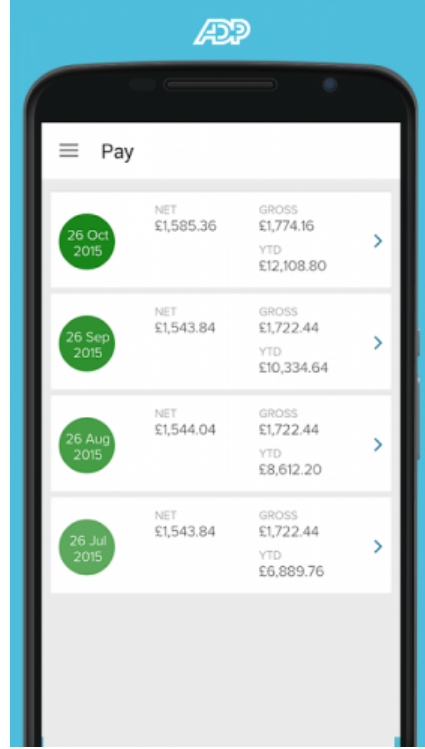 ADP
Pay
26 Oct
2015
NET
£1,585.36
GROSS
£1,774.16
YTD
£12,108.80
26 Sep
2015
NET
£1,543.84
GROSS
£1,722.44
YTD
£10,334.64
26 Aug
2015
NET
£1,544.04
GROSS
£1,722.44
YTD
£8,612.20
26 Jul
2015
NET
£1,543.84
GROSS
£1,722.44
YTD
£6,889.76